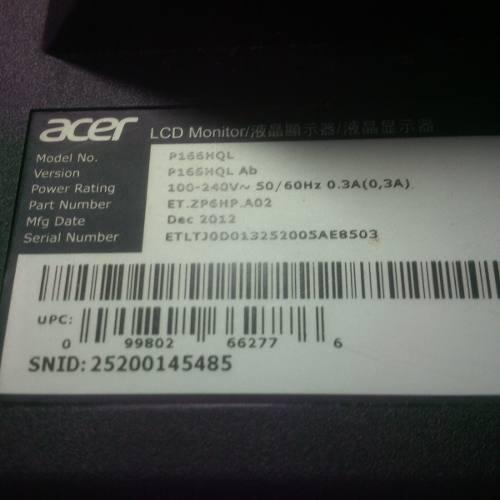 acer LCD Monitor/液晶顯示器/液晶显示器
Model No. P166HQL
Version P166HQL Ab
Power Rating 100-240V~ 50/60Hz 0.3A(0,3A)
Part Number ET.ZP6HP.A02
Mfg Date Dec 2012
Serial Number ETLTJ0D013252005AE8503
UPC:
0 99802 66277 6
SNID: 25200145485